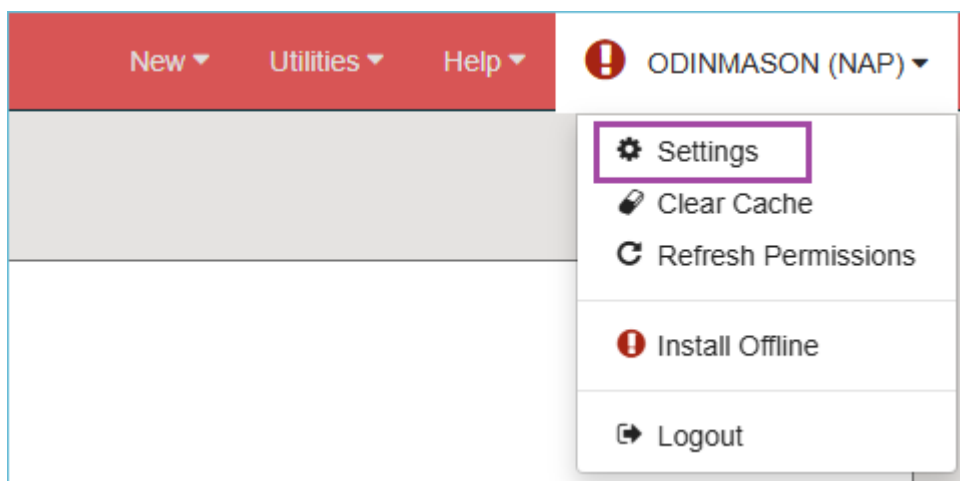 New Utilities Help ODINMASON (NAP)
Settings
Clear Cache
Refresh Permissions
Install Offline
Logout